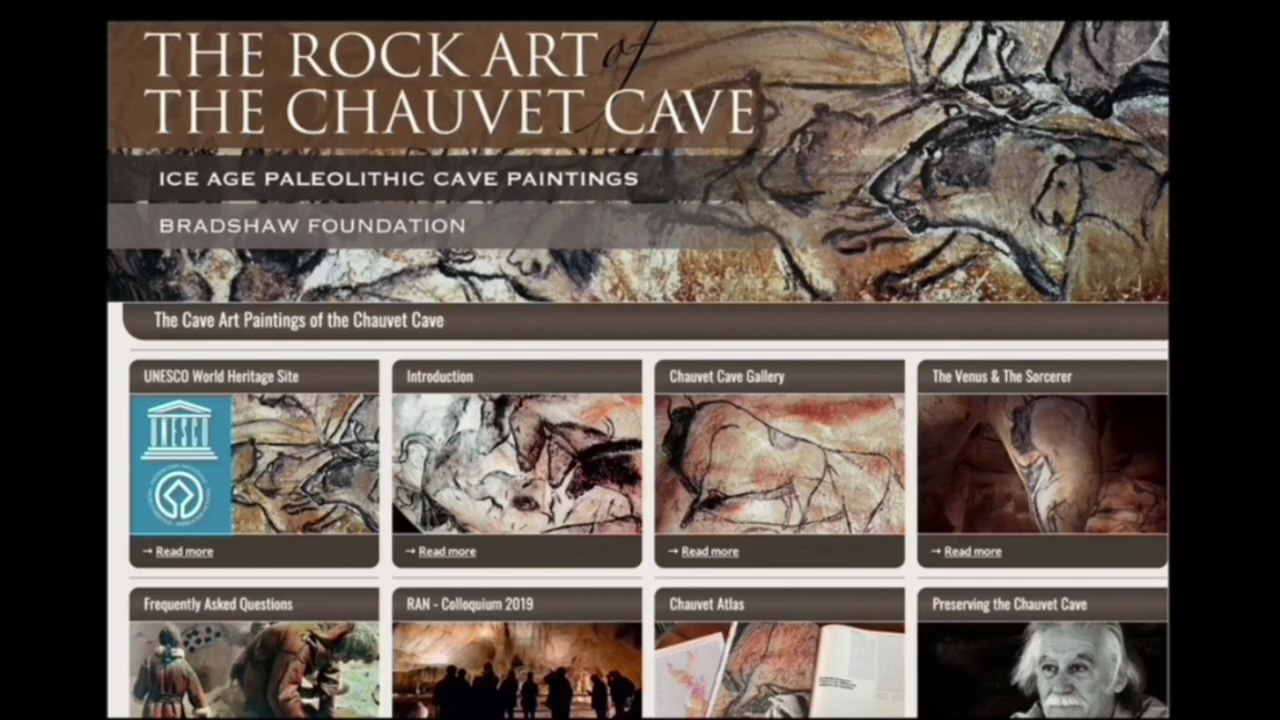 THE ROCK ART of
THE CHAUVET CAVE
ICE AGE PALEOLITHIC CAVE PAINTINGS
BRADSHAW FOUNDATION
The Cave Art Paintings of the Chauvet Cave
UNESCO World Heritage Site
Introduction
Chauvet Cave Gallery
The Venus & The Sorcerer
UNESCO
→ Read more
→ Read more
→ Read more
→ Read more
Frequently Asked Questions
RAN - Colloquium 2019
Chauvet Atlas
Preserving the Chauvet Cave